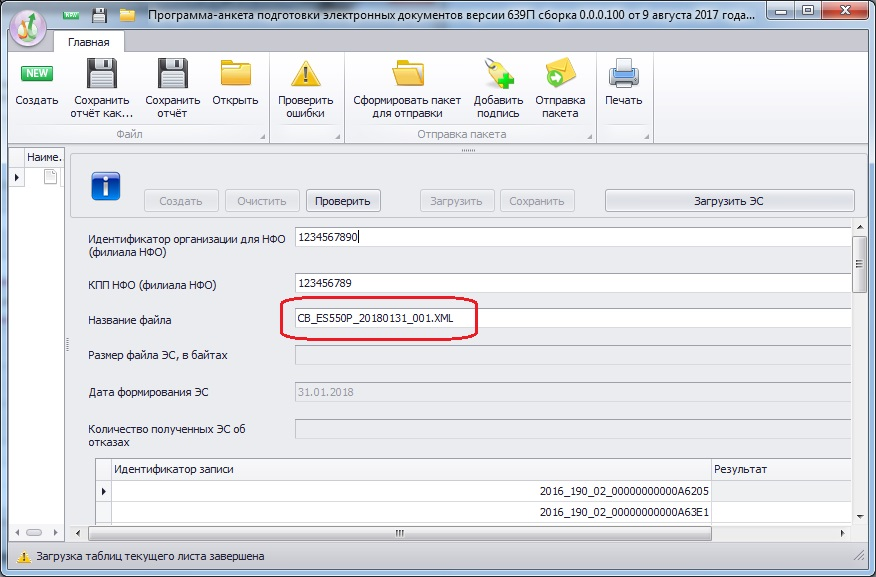 Программа-анкета подготовки электронных документов версии 639П сборка 0.0.0.100 от 9 августа 2017 года...
Главная
NEW
Создать
Сохранить отчёт как...
Сохранить отчёт
Открыть
Проверить ошибки
Сформировать пакет для отправки
Добавить подпись
Отправка пакета
Печать
Файл
Отправка пакета
Наиме..
Создать
Очистить
Проверить
Загрузить
Сохранить
Загрузить ЭС
Идентификатор организации для НФО
(филиала НФО)
1234567890
КПП НФО (филиала НФО)
123456789
Название файла
CB_ES550P_20180131_001.XML
Размер файла ЭС, в байтах
Дата формирования ЭС
31.01.2018
Количество полученных ЭС об
отказах
Идентификатор записи
Результат
2016_190_02_00000000000A6205
2016_190_02_00000000000A63E1
Загрузка таблиц текущего листа завершена